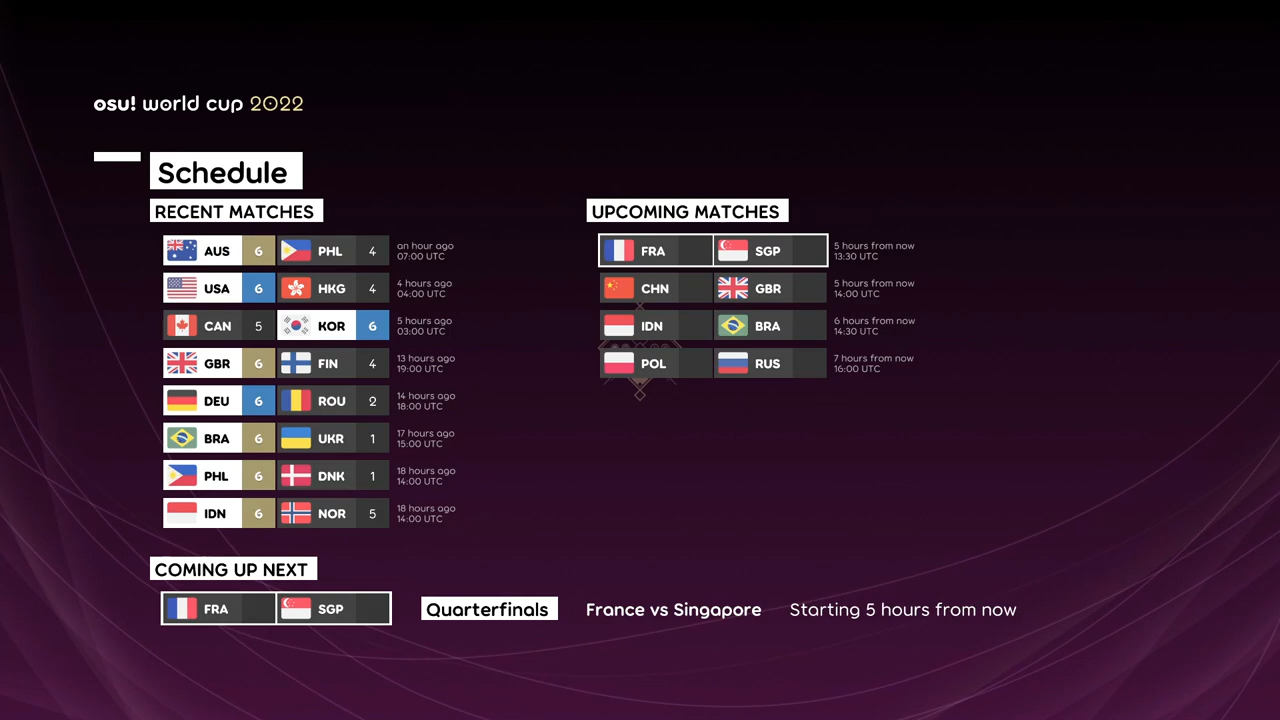 osu! world cup 2022
Schedule
RECENT MATCHES
AUS 6 PHL 4 an hour ago
07:00 UTC
USA 6 HKG 4 4 hours ago
04:00 UTC
CAN 5 KOR 6 5 hours ago
03:00 UTC
GBR 6 FIN 4 13 hours ago
19:00 UTC
DEU 6 ROU 2 14 hours ago
18:00 UTC
BRA 6 UKR 1 17 hours ago
15:00 UTC
PHL 6 DNK 1 18 hours ago
14:00 UTC
IDN 6 NOR 5 18 hours ago
14:00 UTC
UPCOMING MATCHES
FRA SGP 5 hours from now
13:30 UTC
CHN GBR 5 hours from now
14:00 UTC
IDN BRA 6 hours from now
14:30 UTC
POL RUS 7 hours from now
16:00 UTC
COMING UP NEXT
FRA SGP Quarterfinals France vs Singapore Starting 5 hours from now